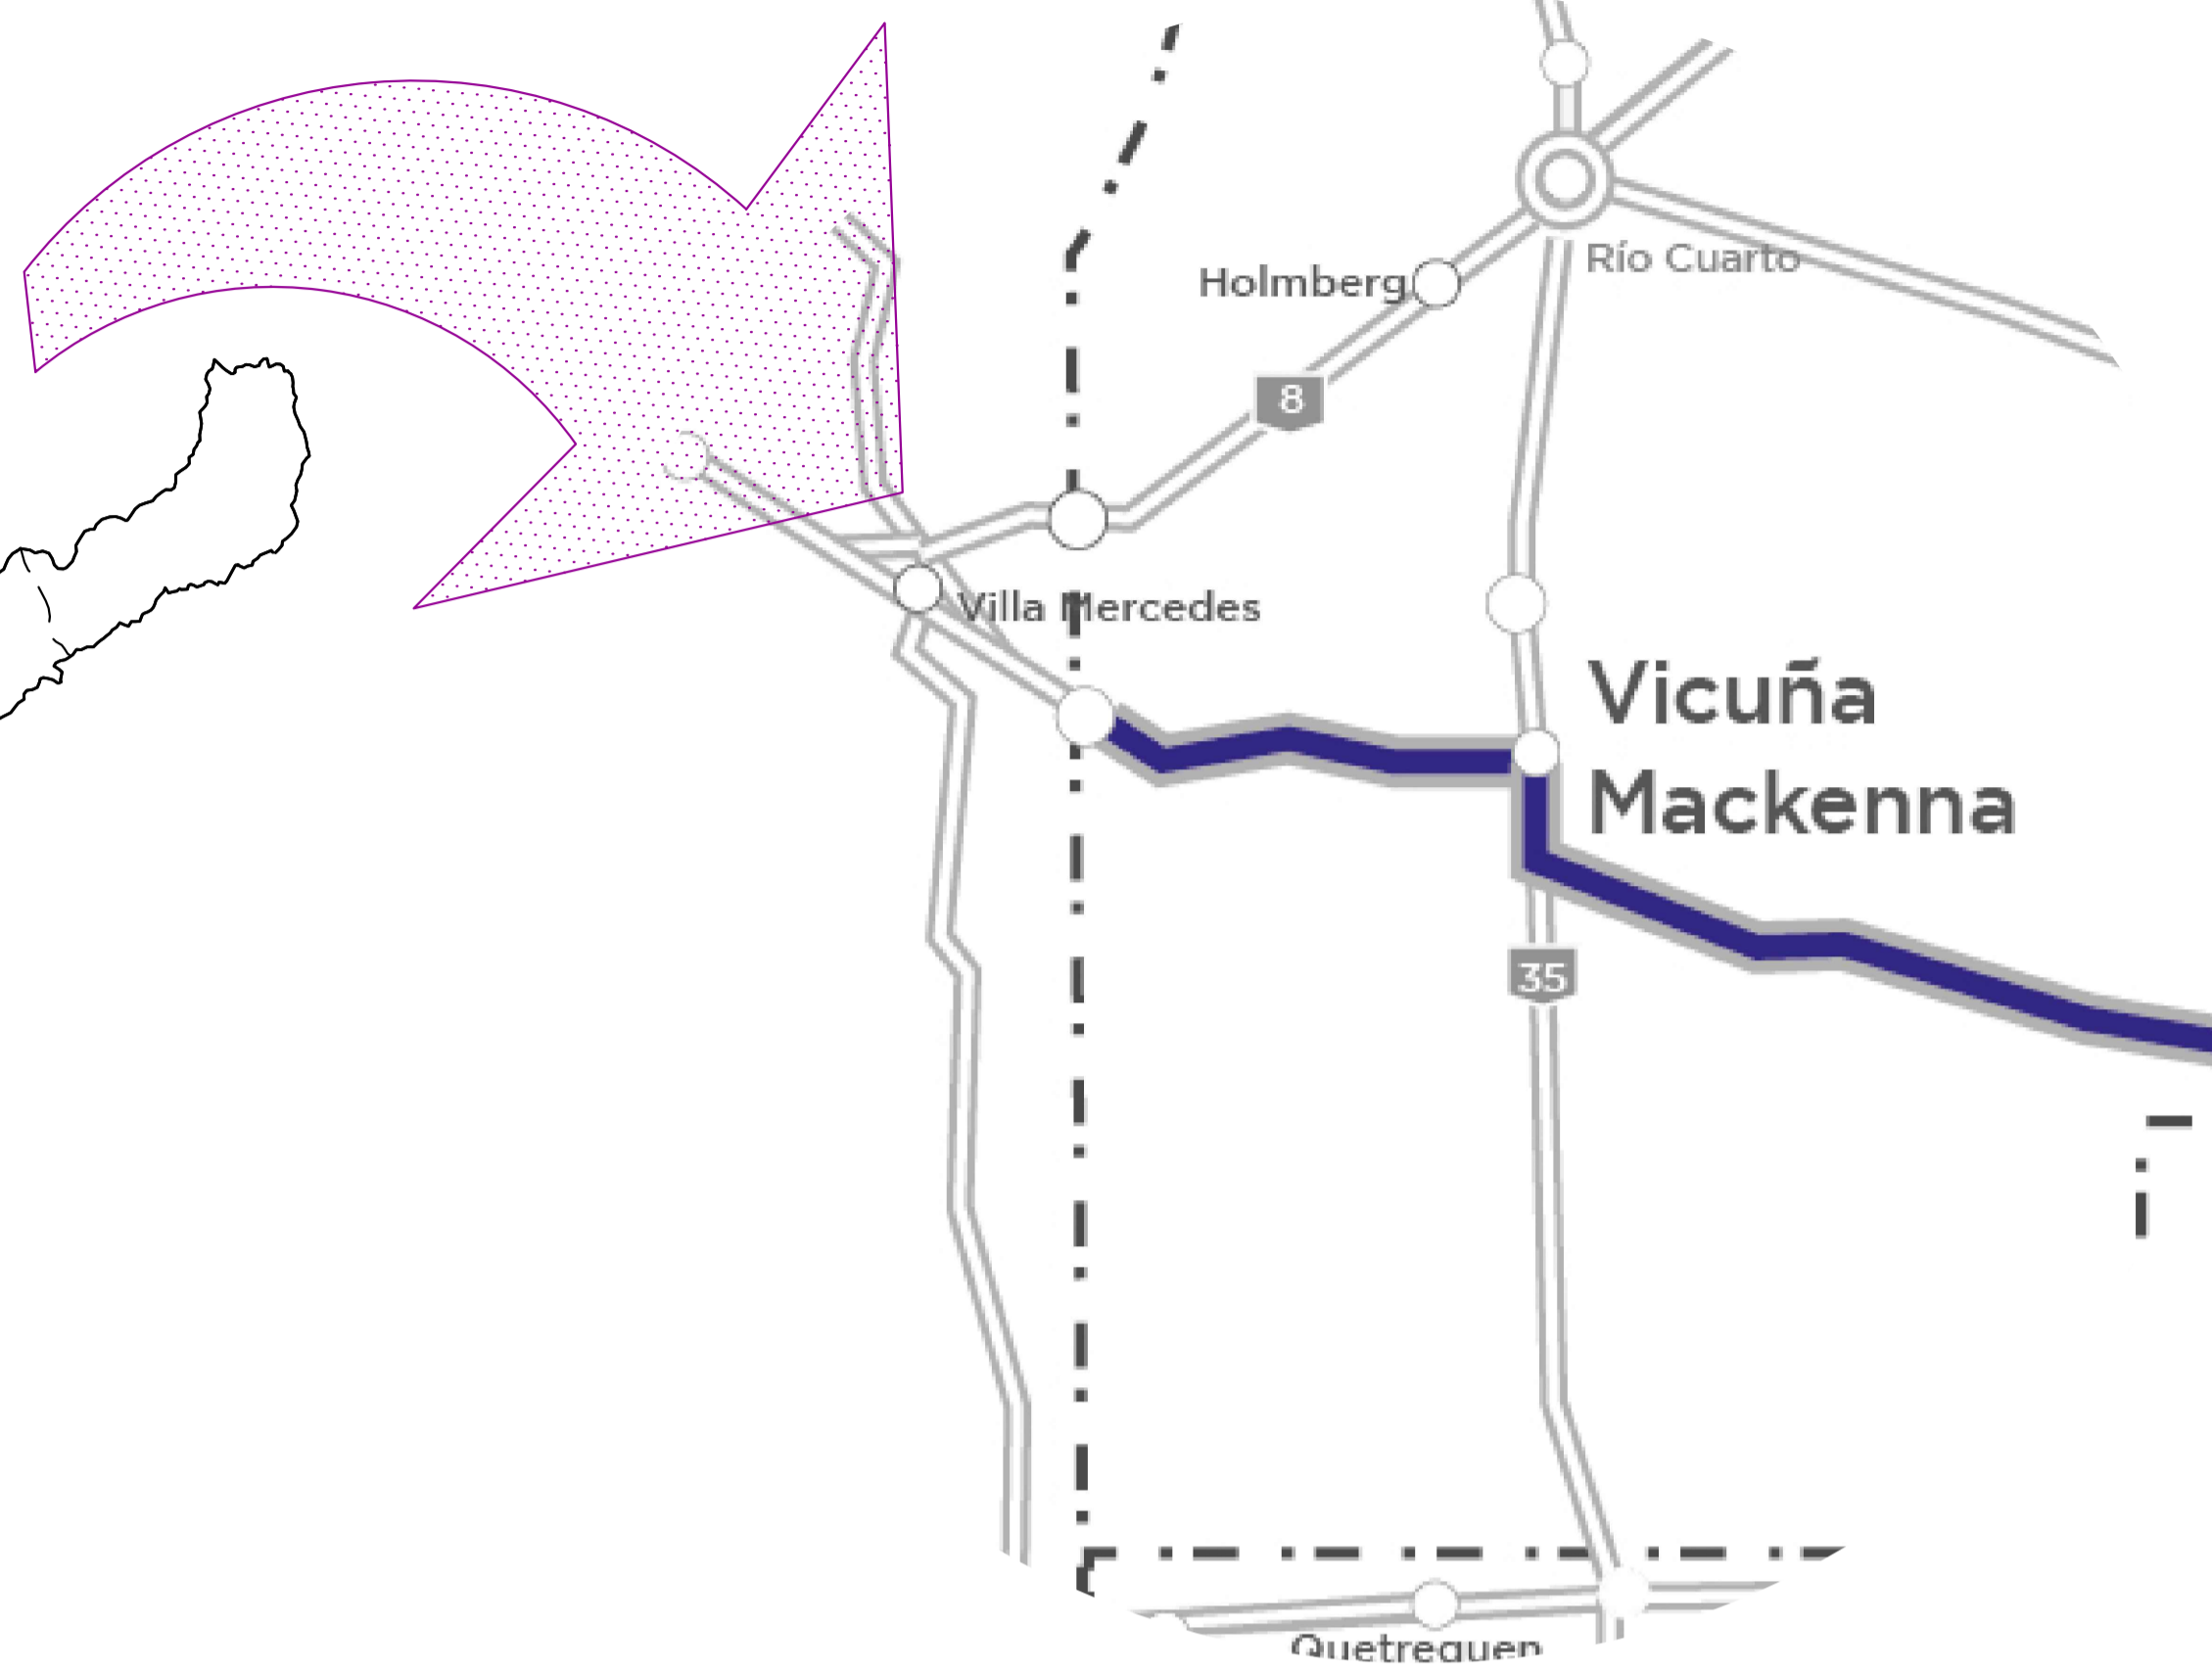 Río Cuarto
Holmberg
8
Villa Mercedes
Vicuña
Mackenna
35
Quetrequen